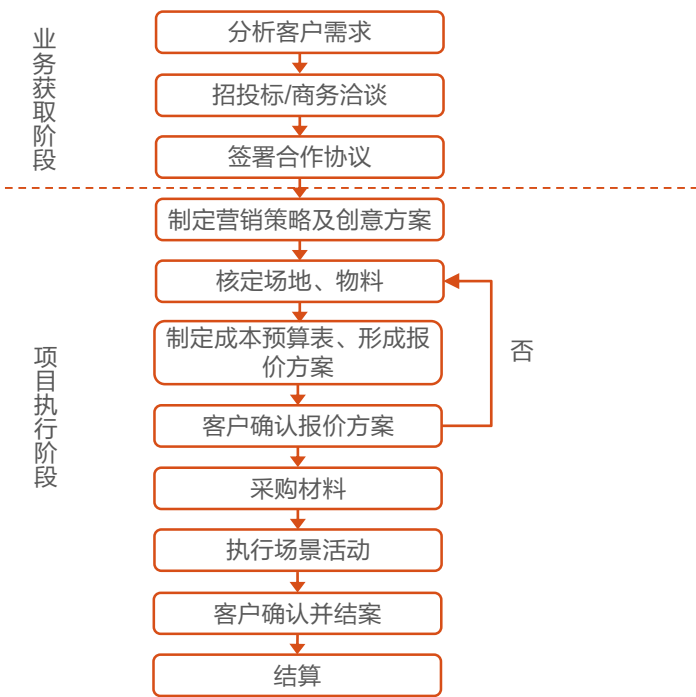 业务获取阶段
分析客户需求
招投标/商务洽谈
签署合作协议
项目执行阶段
制定营销策略及创意方案
核定场地、物料
制定成本预算表、形成报
价方案
否
客户确认报价方案
采购材料
执行场景活动
客户确认并结案
结算